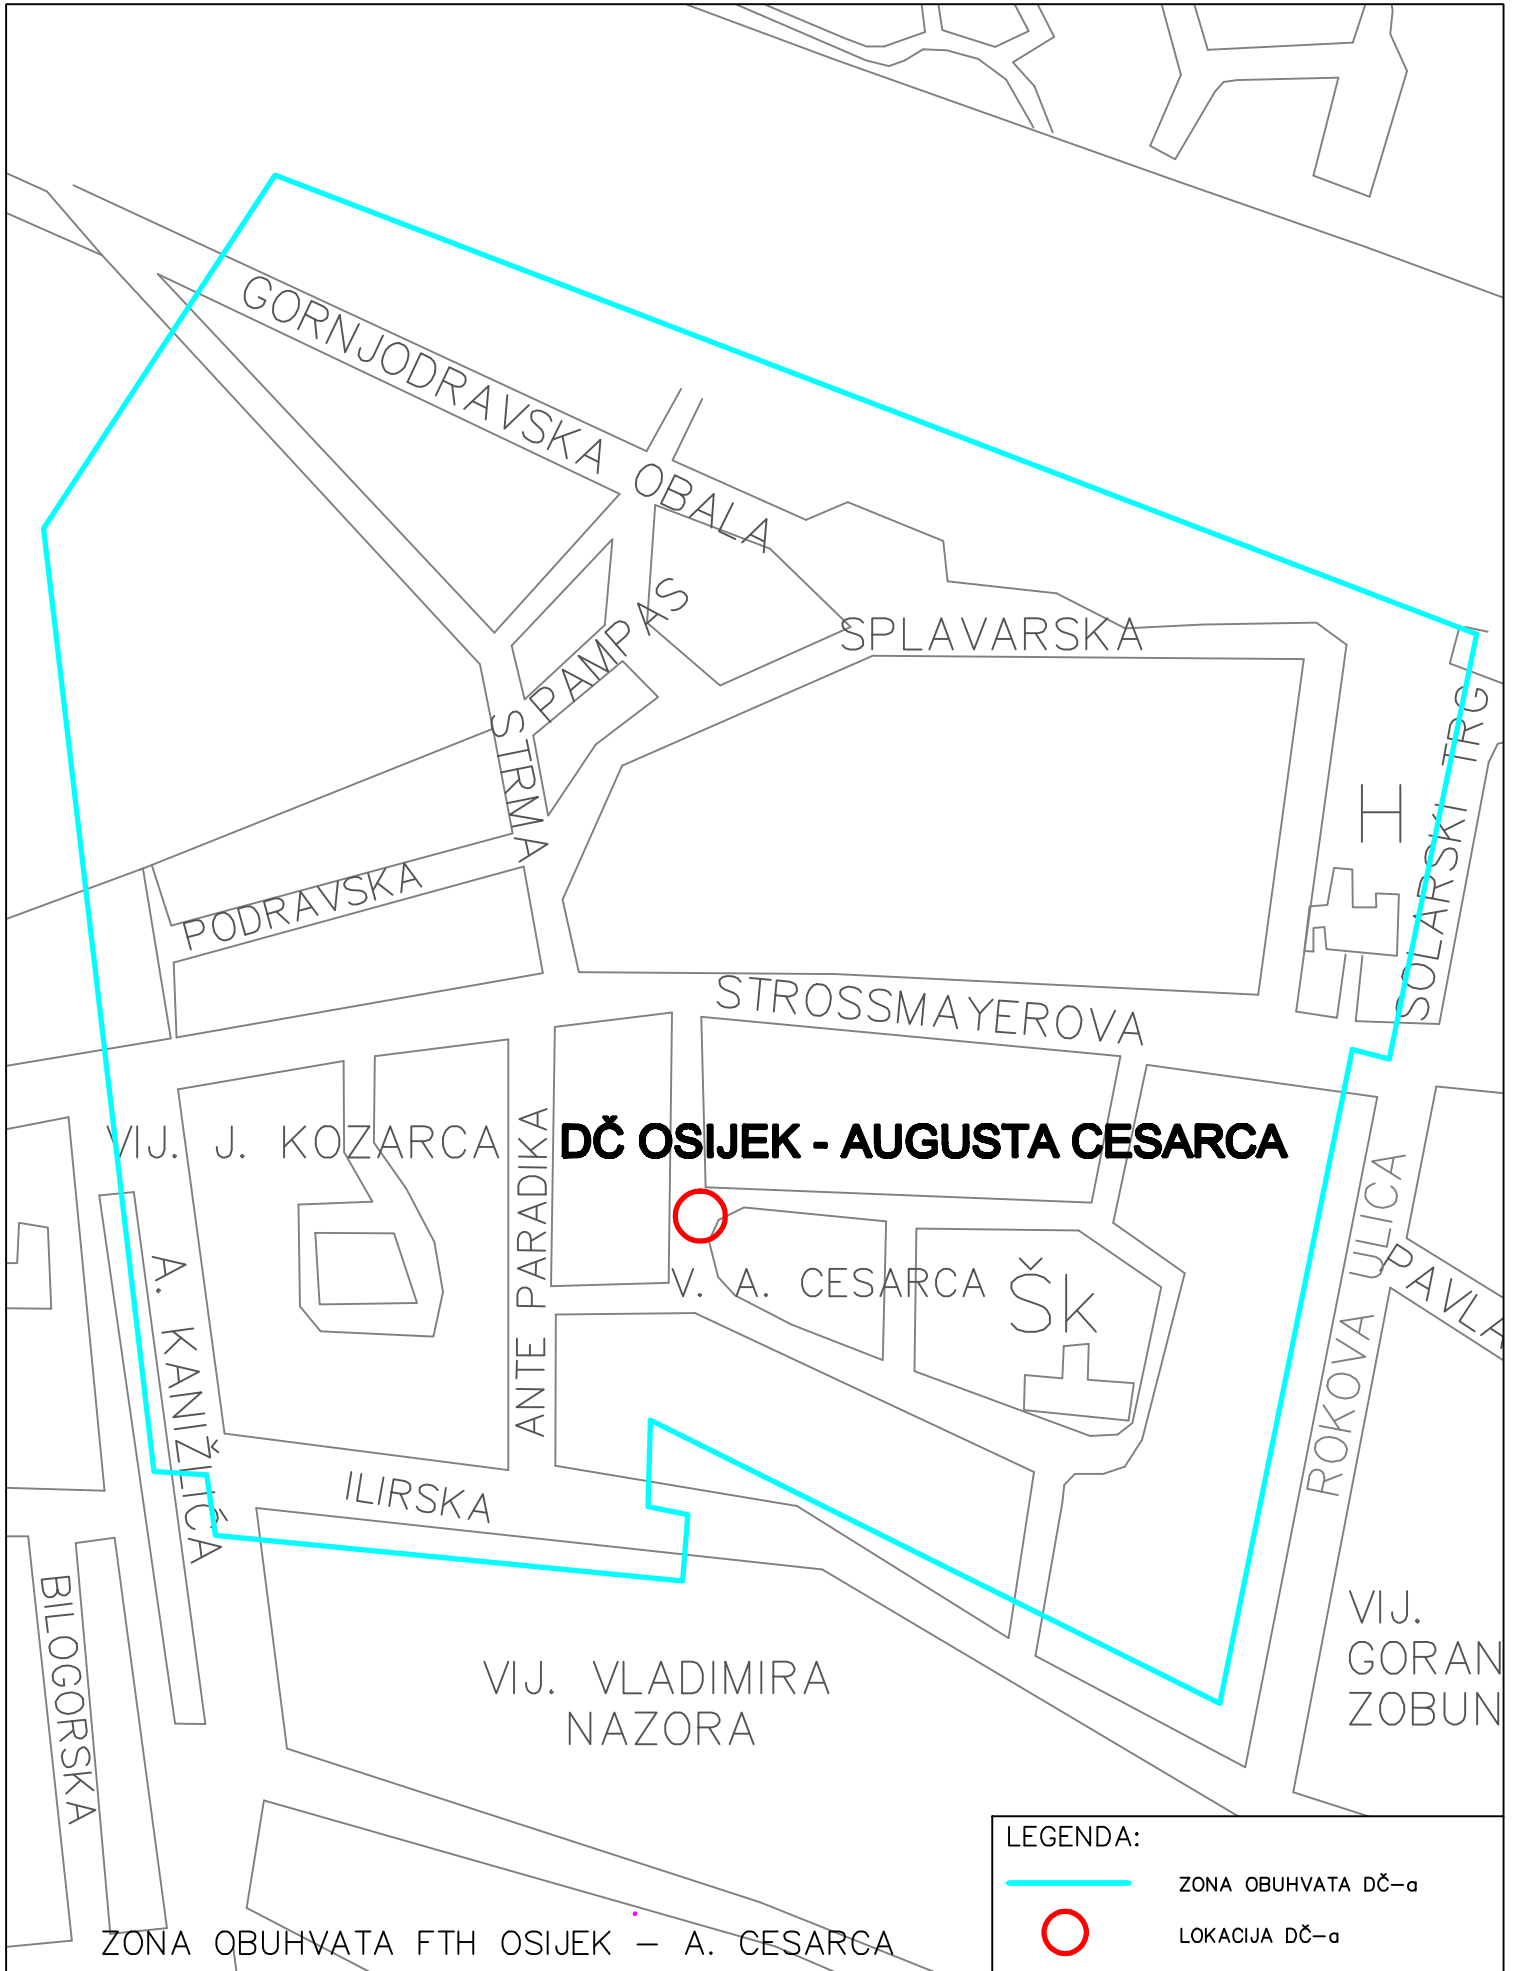 GORNJODRAVSKA OBALA
PAMPAS
SPLAVARSKA
STRMA
SOLARSKI TRG
H
PODRAVSKA
STROSSMAYEROVA
VIJ. J. KOZARCA
DČ OSIJEK - AUGUSTA CESARCA
ANTE PARADIKA
V. A. CESARCA
Šk
A. KANIŽLIĆA
ROKOVA ULICA
PAVLA
ILIRSKA
BILOGORSKA
VIJ. VLADIMIRA
NAZORA
VIJ.
GORAN
ZOBUN
LEGENDA:
ZONA OBUHVATA DČ-a
LOKACIJA DČ-a
ZONA OBUHVATA FTH OSIJEK - A. CESARCA